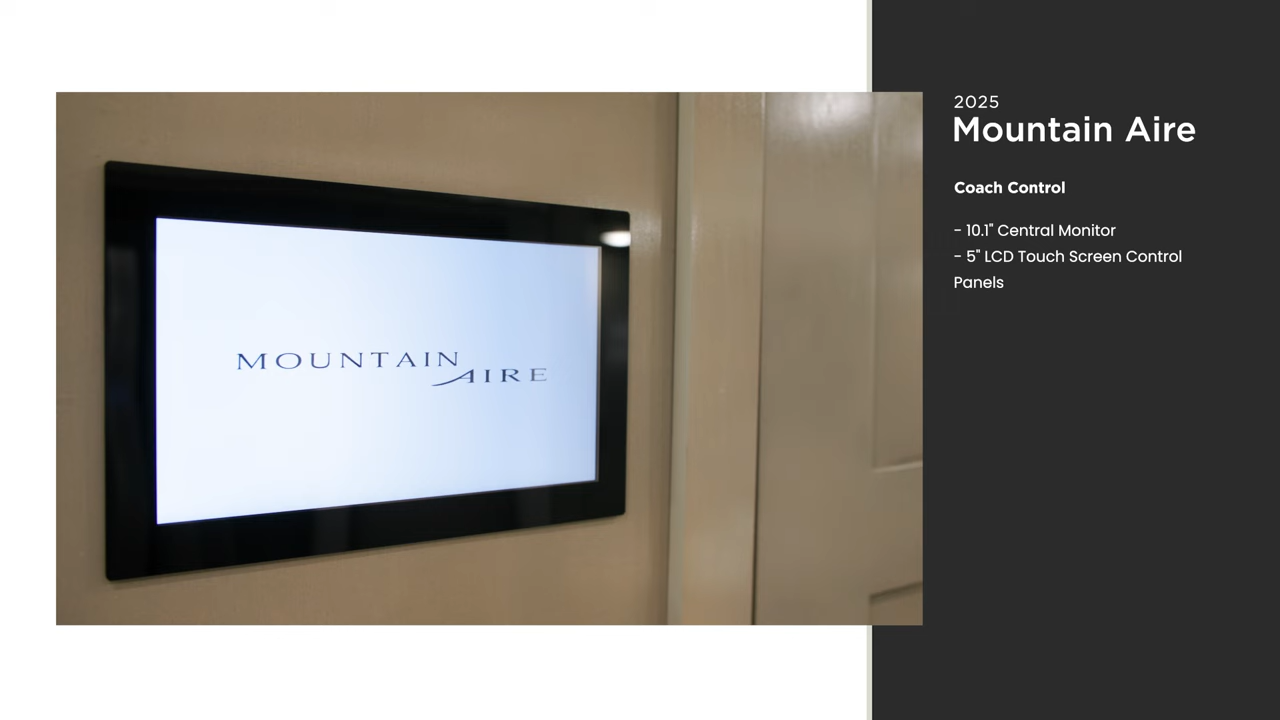 MOUNTAIN
AIRE
2025
Mountain Aire
Coach Control
- 10.1" Central Monitor
- 5" LCD Touch Screen Control
Panels